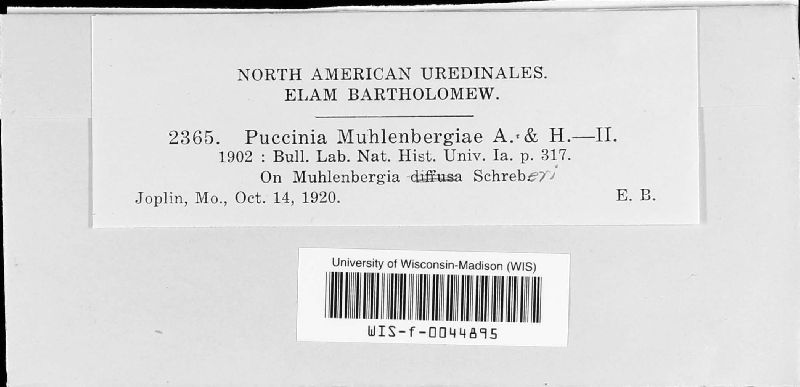 NORTH AMERICAN UREDINALES.
ELAM BARTHOLOMEW.
2365. Puccinia Muhlenbergiae A. & H.—II.
1902 : Bull. Lab. Nat. Hist. Univ. Ia. p. 317.
On Muhlenbergia diffusa Schreberi
Joplin, Mo., Oct. 14, 1920. E. B.
University of Wisconsin-Madison (WIS)
WIS-f-0044895